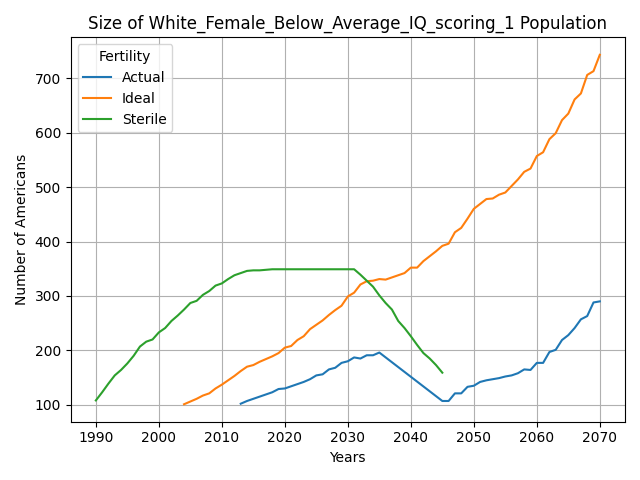 Size of White_Female_Below_Average_IQ_scoring_1 Population
Fertility
Actual
Ideal
Sterile
Number of Americans
700
600
500
400
300
200
100
1990 2000 2010 2020 2030 2040 2050 2060 2070
Years